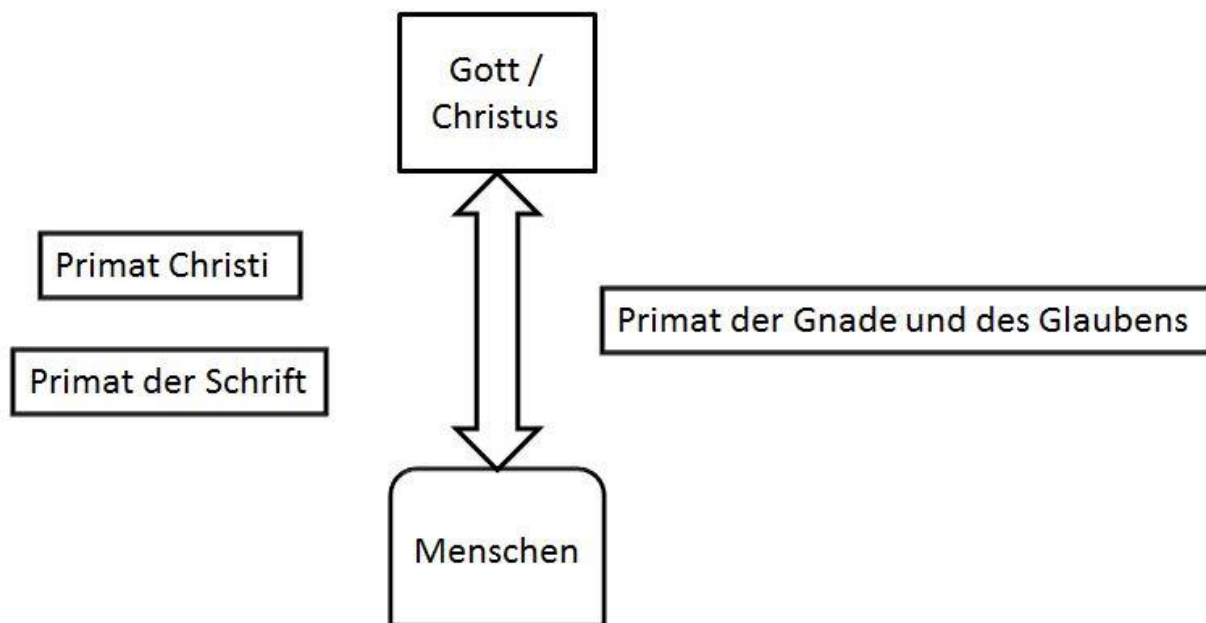 Gott /
Christus
Primat Christi
Primat der Gnade und des Glaubens
Primat der Schrift
Menschen